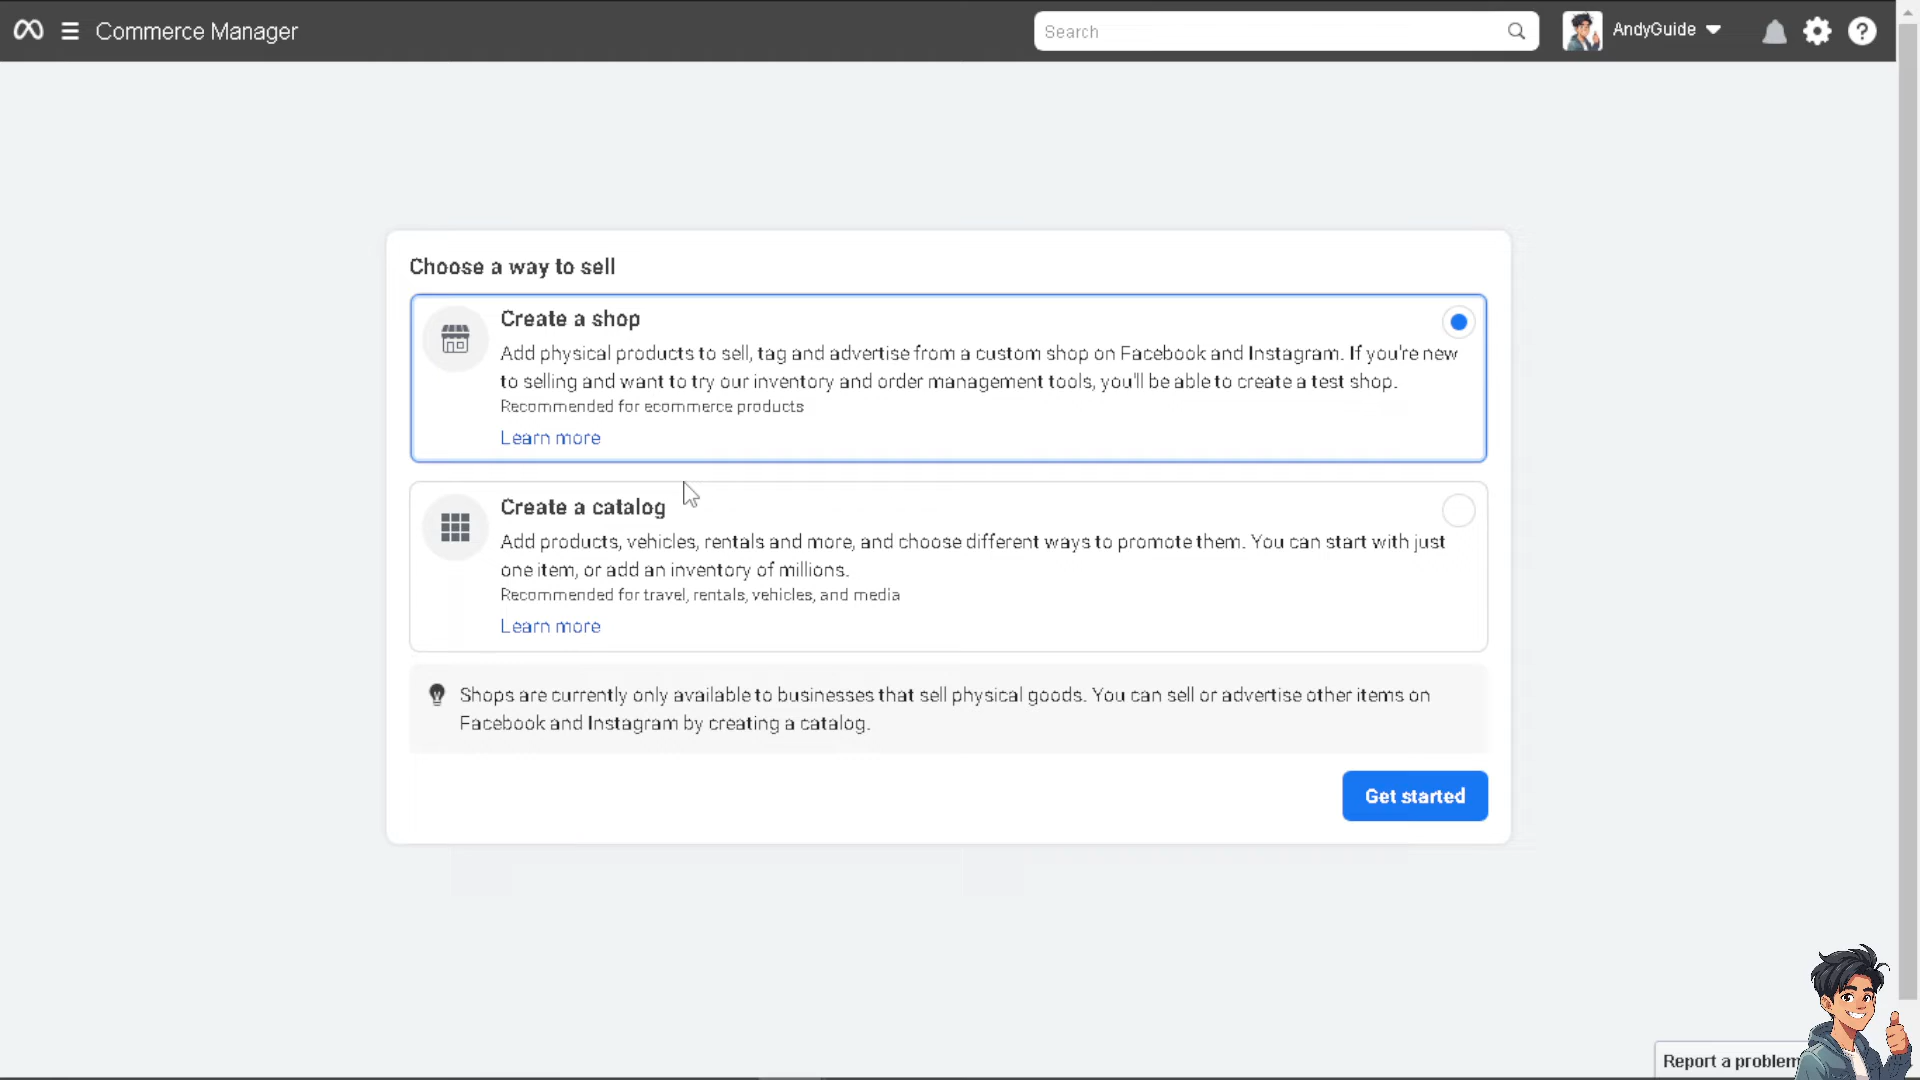 Commerce Manager
Search
AndyGuide
Choose a way to sell
Create a shop
Add physical products to sell, tag and advertise from a custom shop on Facebook and Instagram. If you're new
to selling and want to try our inventory and order management tools, you'll be able to create a test shop.
Recommended for ecommerce products
Learn more
Create a catalog
Add products, vehicles, rentals and more, and choose different ways to promote them. You can start with just
one item, or add an inventory of millions.
Recommended for travel, rentals, vehicles, and media
Learn more
Shops are currently only available to businesses that sell physical goods. You can sell or advertise other items on
Facebook and Instagram by creating a catalog.
Get started
Report a problem